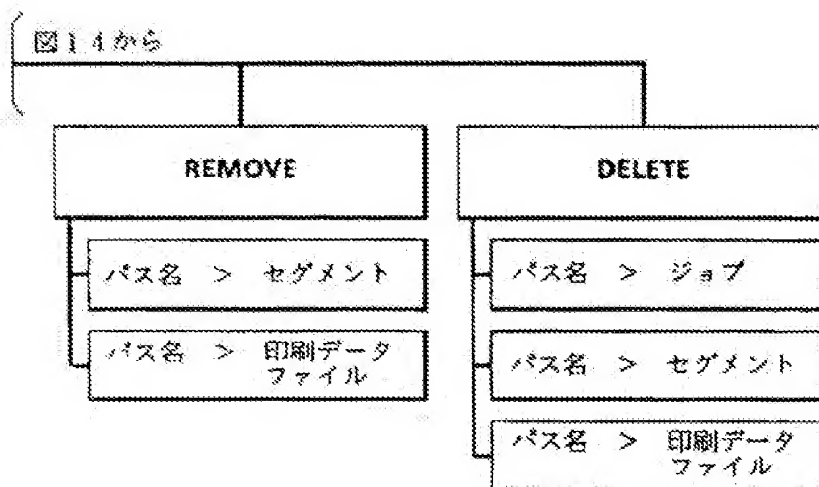 図14から
REMOVE
パス名 > セグメント
パス名 > 印刷データ
ファイル
DELETE
パス名 > ジョブ
パス名 > セグメント
パス名 > 印刷データ
ファイル